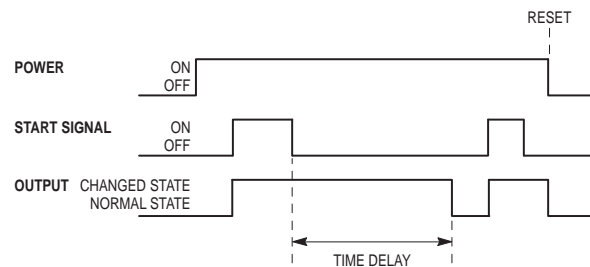 RESET
POWER ON
OFF
START SIGNAL ON
OFF
OUTPUT CHANGED STATE
NORMAL STATE
TIME DELAY